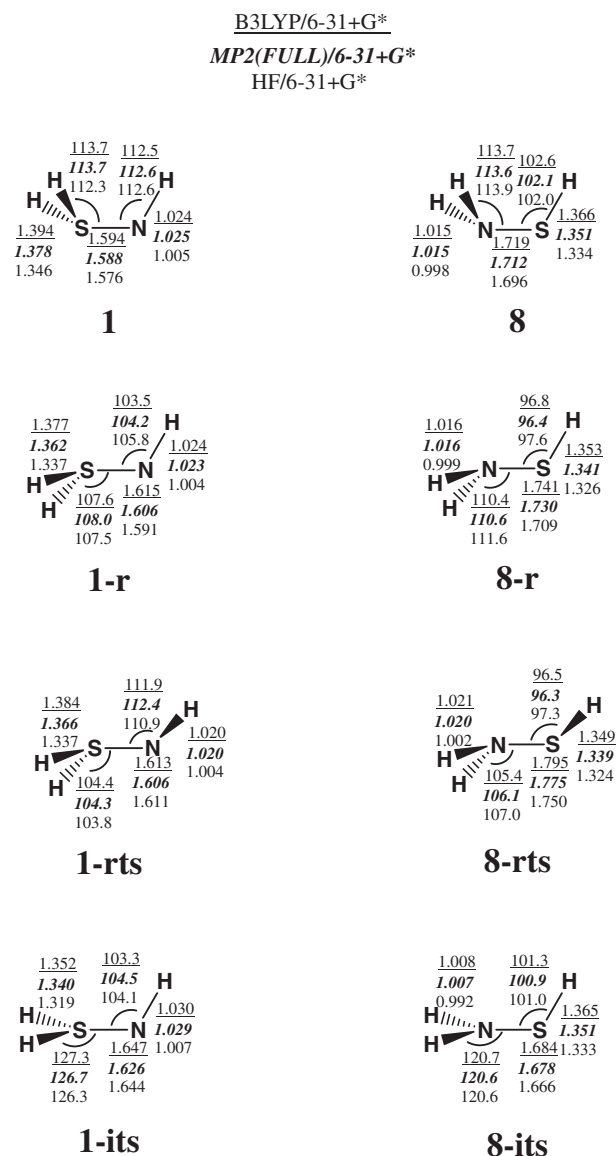 B3LYP/6-31+G*
MP2(FULL)/6-31+G*
HF/6-31+G*
113.7 112.5
113.7 112.6
112.3 112.6
H H H
S N
1.394 1.594 1.024
1.378 1.588 1.025
1.346 1.576 1.005
1
113.7 102.6
113.6 102.1
113.9 102.0
H H H
N S
1.015 1.719 1.366
1.015 1.712 1.351
0.998 1.696 1.334
8
1.377 103.5 1.024
1.362 104.2 1.023
1.337 105.8 1.004
H
S N
H H
107.6 1.615
108.0 1.606
107.5 1.591
1-r
1.016 96.8 1.353
1.016 96.4 1.341
0.999 97.6 1.326
H
N S
H H
110.4 1.741
110.6 1.730
111.6 1.709
8-r
1.384 111.9 1.020
1.366 112.4 1.020
1.337 110.9 1.004
H
S N
H H
104.4 1.613
104.3 1.606
103.8 1.611
1-rts
1.021 96.5 1.349
1.020 96.3 1.339
1.002 97.3 1.324
H
N S
H H
105.4 1.795
106.1 1.775
107.0 1.750
8-rts
1.352 103.3 1.030
1.340 104.5 1.029
1.319 104.1 1.007
H
H S N
H
127.3 1.647
126.7 1.626
126.3 1.644
1-its
1.008 101.3 1.365
1.007 100.9 1.351
0.992 101.0 1.333
H
H N S
H
120.7 1.684
120.6 1.678
120.6 1.666
8-its